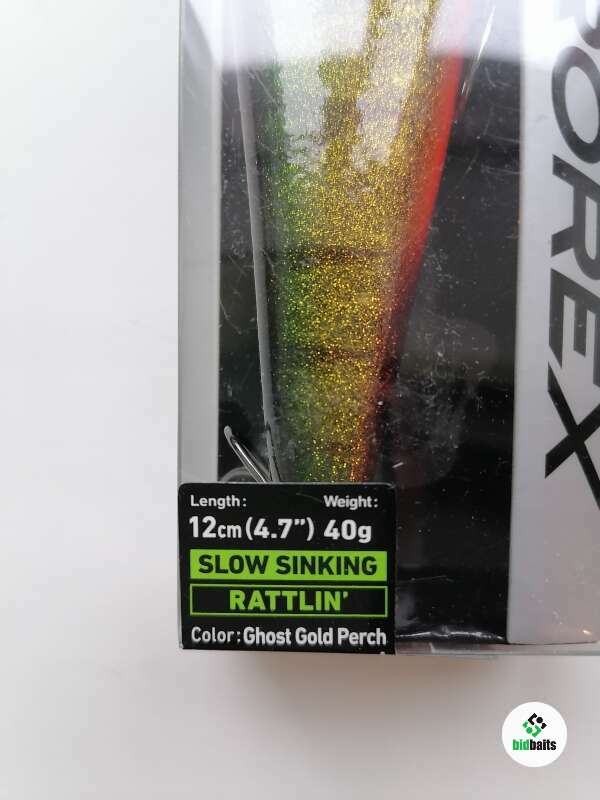 OREX
Length: Weight:
12cm(4.7") 40g
SLOW SINKING
RATTLIN'
Color: Ghost Gold Perch
bidbaits